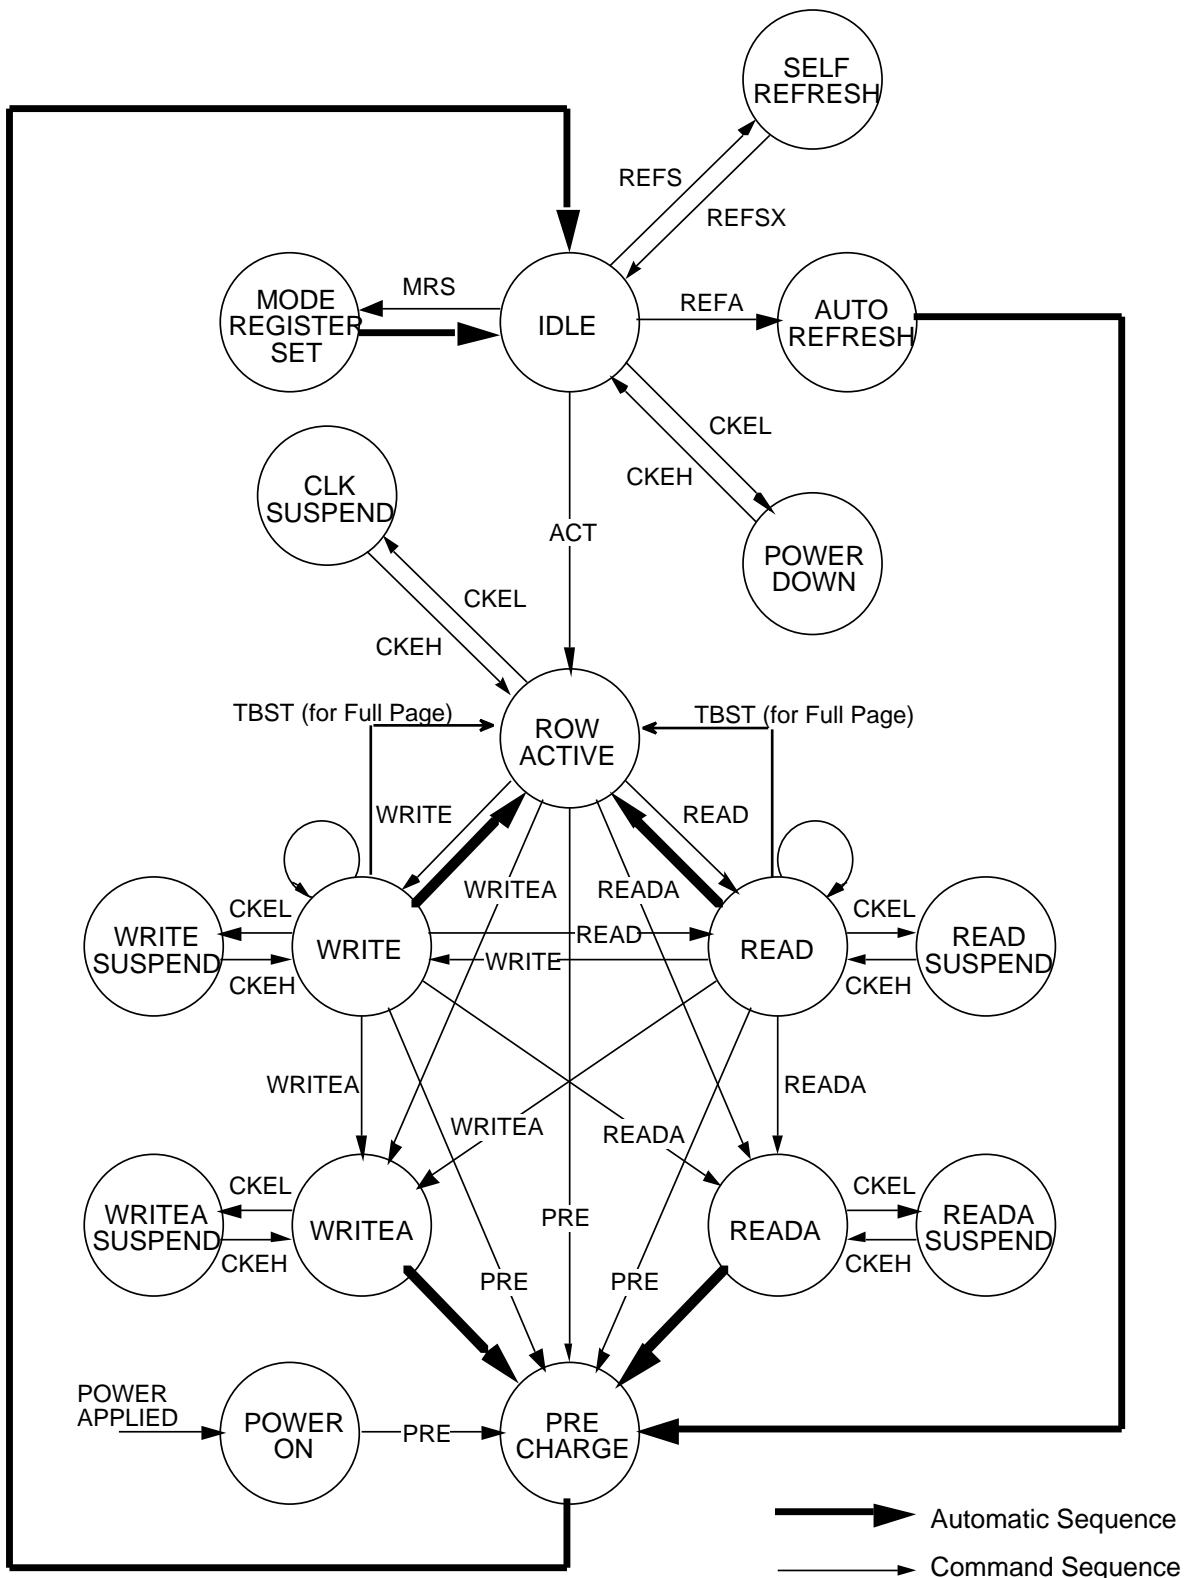 SELF
REFRESH
REFS
REFSX
MODE
REGISTER
SET
MRS
IDLE
REFA
AUTO
REFRESH
CKEL
CKEH
CLK
SUSPEND
ACT
POWER
DOWN
CKEL
CKEH
TBST (for Full Page)
TBST (for Full Page)
ROW
ACTIVE
WRITE
READ
WRITEA
READA
CKEL
CKEL
WRITE
SUSPEND
WRITE
READ
WRITE
READ
READ
SUSPEND
CKEH
CKEH
WRITEA
READA
WRITEA
READA
CKEL
CKEL
WRITEA
SUSPEND
WRITEA
PRE
READA
READA
SUSPEND
CKEH
CKEH
PRE
PRE
POWER
APPLIED
POWER
ON
PRE
PRE
CHARGE
Automatic Sequence
Command Sequence